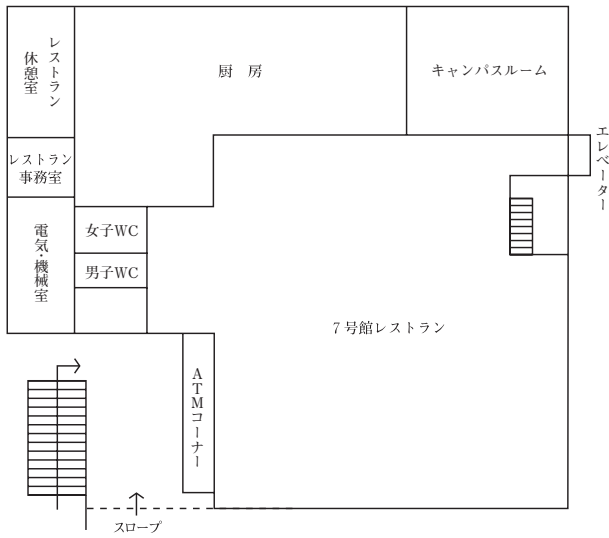 レストラン
休憩室
厨 房
キャンパスルーム
エレベーター
レストラン
事務室
電気・機械室
女子WC
男子WC
7号館レストラン
ATMコーナー
スロープ